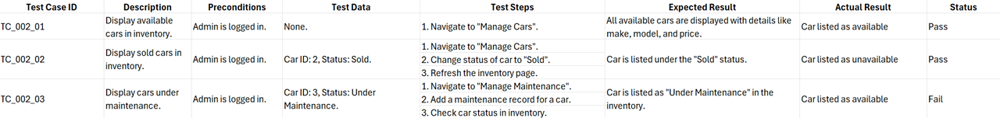 Test Case ID Description Preconditions Test Data Test Steps Expected Result Actual Result Status
TC_002_01
Display available
cars in inventory.
Admin is logged in.
None.
1. Navigate to "Manage Cars".
All available cars are displayed with details like
make, model, and price.
Car listed as available
Pass
TC_002_02
Display sold cars in
inventory.
Admin is logged in.
Car ID: 2, Status: Sold.
1. Navigate to "Manage Cars".
2. Change status of car to "Sold".
3. Refresh the inventory page.
Car is listed under the "Sold" status.
Car listed as unavailable
Pass
TC_002_03
Display cars under
maintenance.
Admin is logged in.
Car ID: 3, Status: Under
Maintenance.
1. Navigate to "Manage Maintenance".
2. Add a maintenance record for a car.
3. Check car status in inventory.
Car is listed as "Under Maintenance" in the
inventory.
Car listed as available
Fail